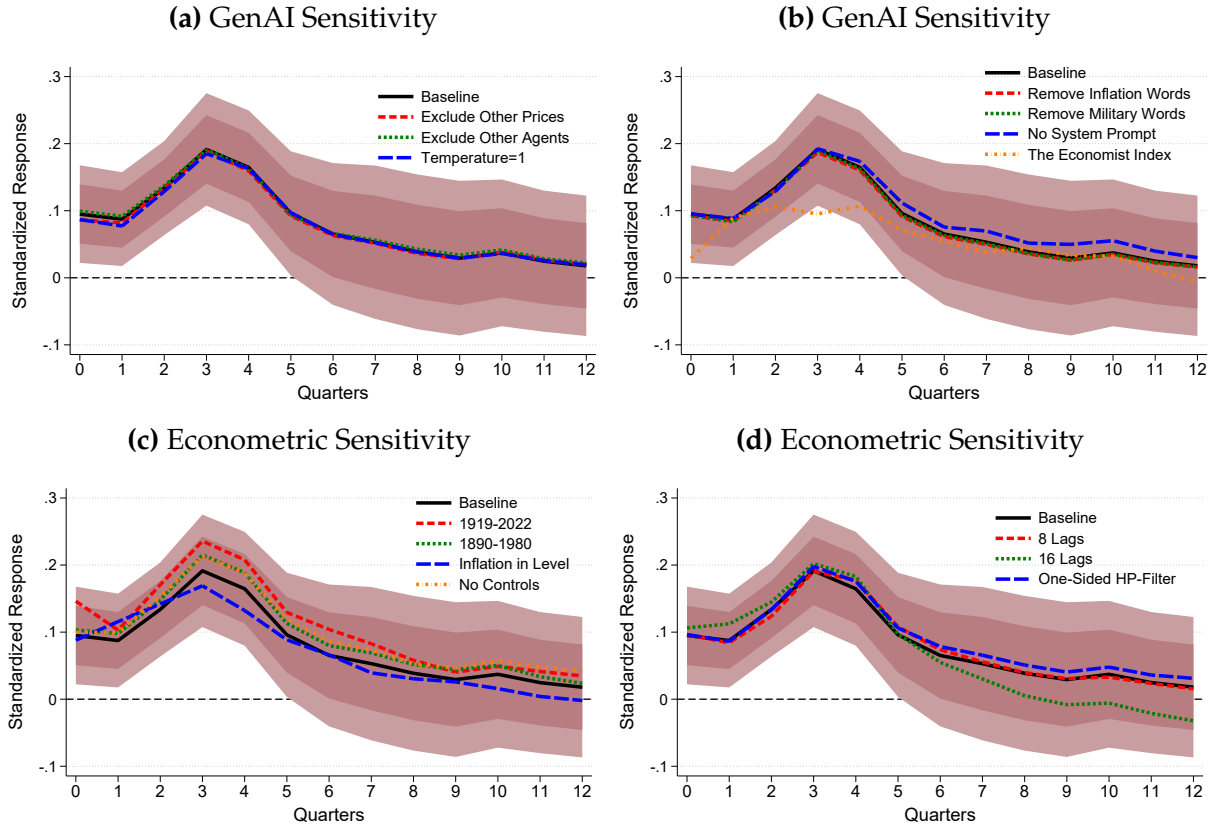 (a) GenAI Sensitivity
Standardized Response
.3
.2
.1
0
-.1
Baseline
Exclude Other Prices
Exclude Other Agents
Temperature=1
0 1 2 3 4 5 6 7 8 9 10 11 12
Quarters
(b) GenAI Sensitivity
Standardized Response
.3
.2
.1
0
-.1
Baseline
Remove Inflation Words
Remove Military Words
No System Prompt
The Economist Index
0 1 2 3 4 5 6 7 8 9 10 11 12
Quarters
(c) Econometric Sensitivity
Standardized Response
.3
.2
.1
0
-.1
Baseline
1919-2022
1890-1980
Inflation in Level
No Controls
0 1 2 3 4 5 6 7 8 9 10 11 12
Quarters
(d) Econometric Sensitivity
Standardized Response
.3
.2
.1
0
-.1
Baseline
8 Lags
16 Lags
One-Sided HP-Filter
0 1 2 3 4 5 6 7 8 9 10 11 12
Quarters